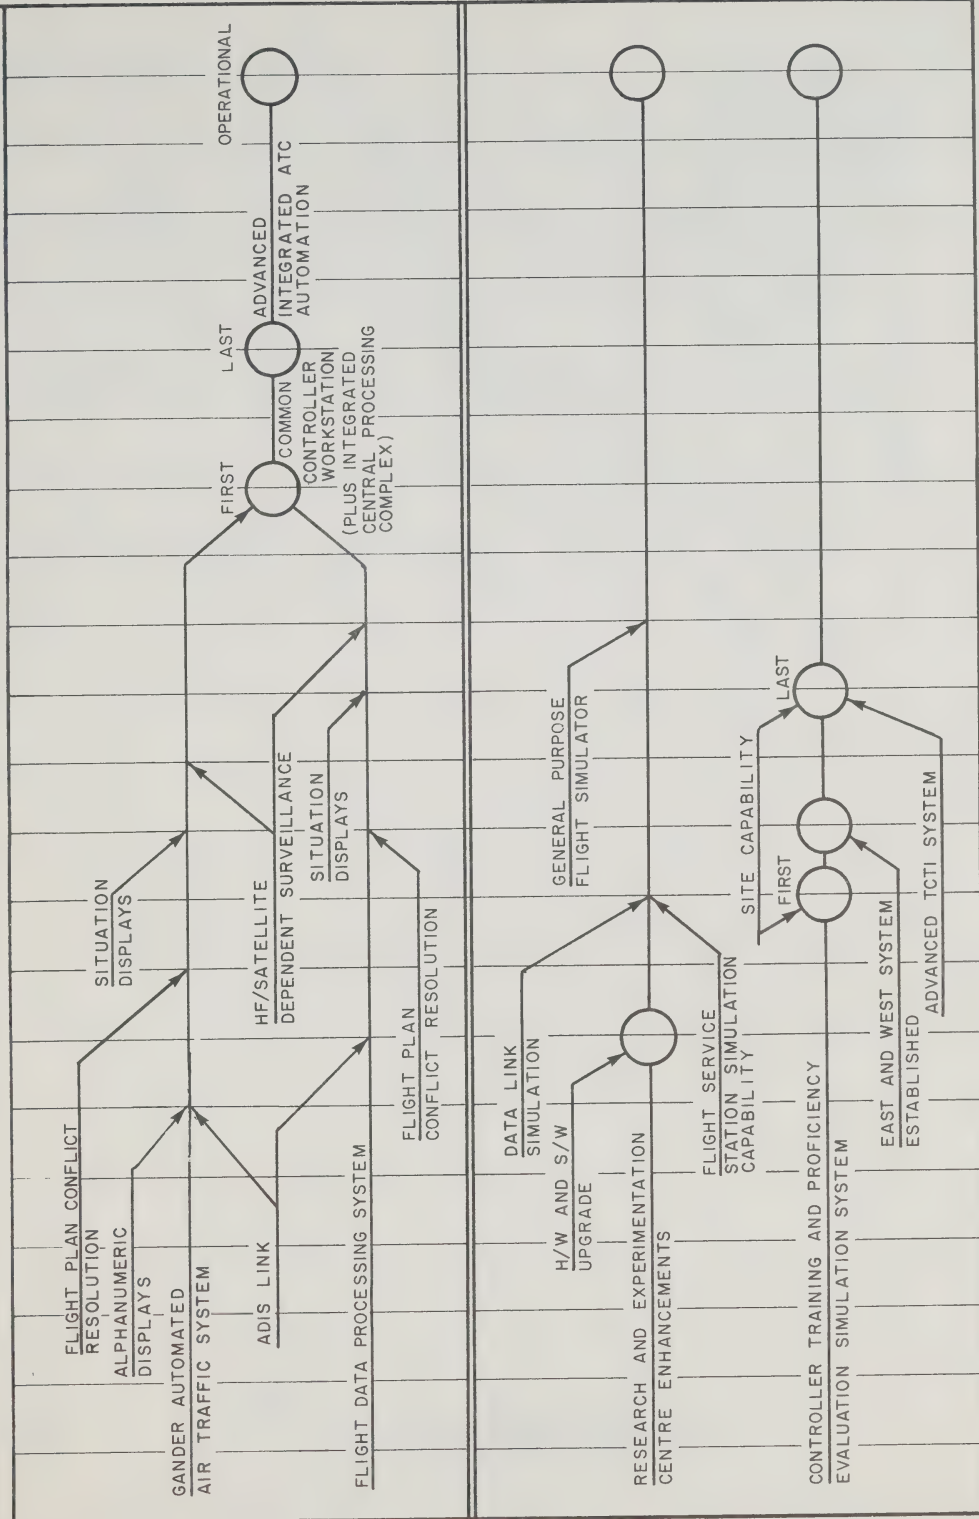 FLIGHT PLAN CONFLICT
RESOLUTION
ALPHANUMERIC
DISPLAYS
GANDER AUTOMATED
AIR TRAFFIC SYSTEM
ADIS LINK
FLIGHT DATA PROCESSING SYSTEM
SITUATION
DISPLAYS
HF/SATELLITE
DEPENDENT SURVEILLANCE
SITUATION
DISPLAYS
FLIGHT PLAN
CONFLICT RESOLUTION
FIRST
COMMON
CONTROLLER
WORKSTATION
(PLUS INTEGRATED
CENTRAL PROCESSING
COMPLEX)
LAST
ADVANCED
INTEGRATED ATC
AUTOMATION
OPERATIONAL
DATA LINK
SIMULATION
H/W AND S/W
UPGRADE
RESEARCH AND EXPERIMENTATION
CENTRE ENHANCEMENTS
FLIGHT SERVICE
STATION SIMULATION
CAPABILITY
GENERAL PURPOSE
FLIGHT SIMULATOR
CONTROLLER TRAINING AND PROFICIENCY
EVALUATION SIMULATION SYSTEM
SITE CAPABILITY
FIRST
LAST
EAST AND WEST SYSTEM
ESTABLISHED
ADVANCED TCTI SYSTEM